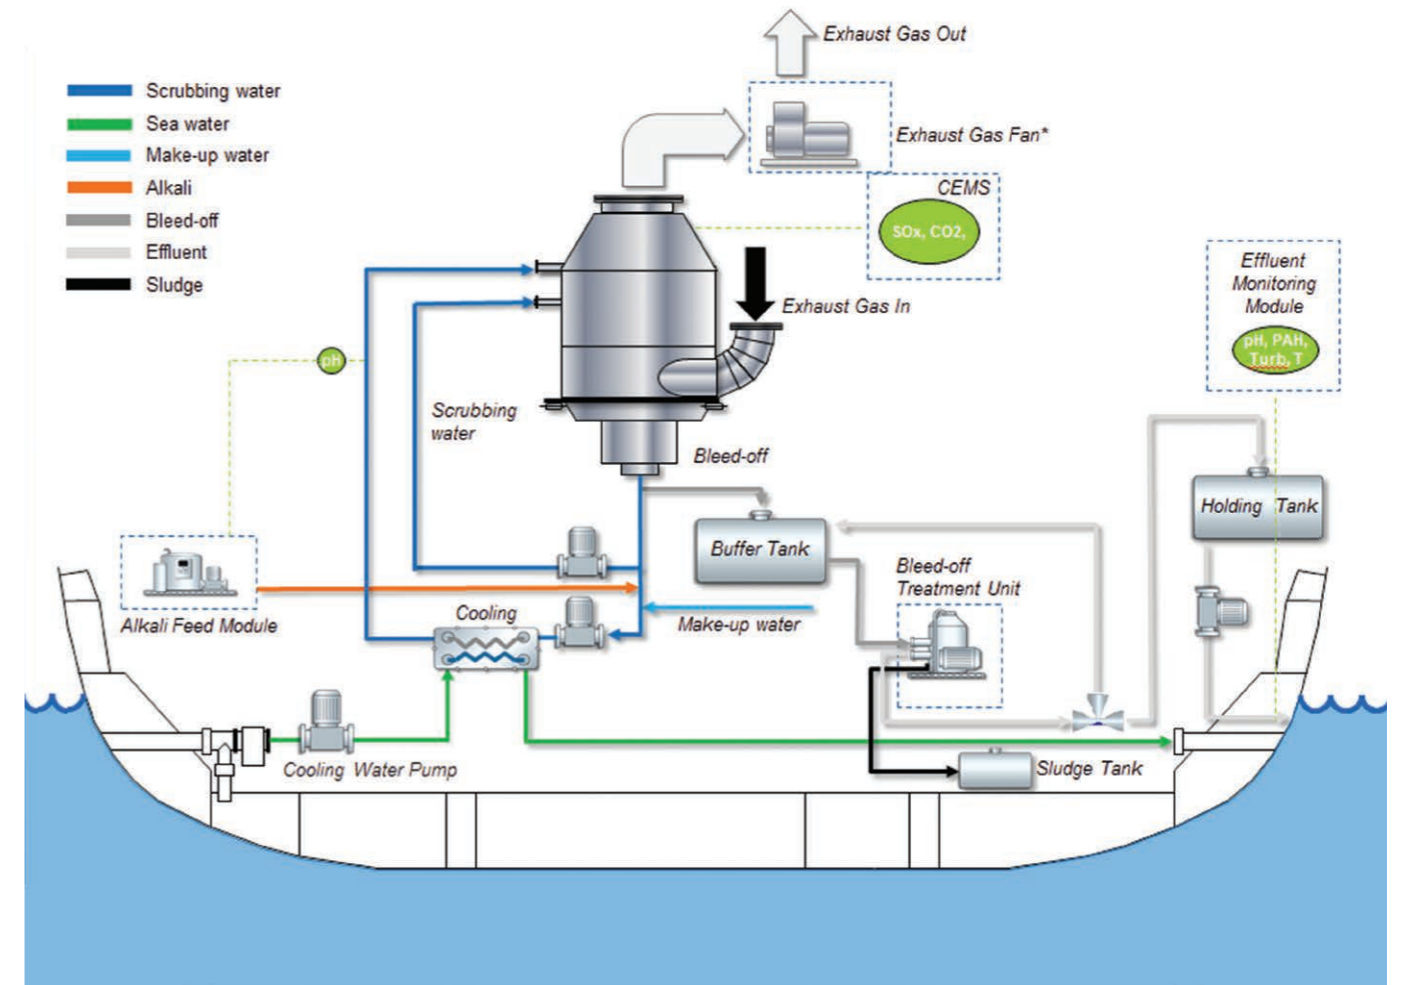 Exhaust Gas Out
Scrubbing water
Sea water
Make-up water
Alkali
Bleed-off
Effluent
Sludge
Exhaust Gas Fan*
CEMS
SOx, CO2,
Effluent
Monitoring
Module
pH, PAH,
Turb, T
Exhaust Gas In
pH
Scrubbing
water
Bleed-off
Holding Tank
Buffer Tank
Bleed-off
Treatment Unit
Alkali Feed Module
Cooling
Make-up water
Cooling Water Pump
Sludge Tank